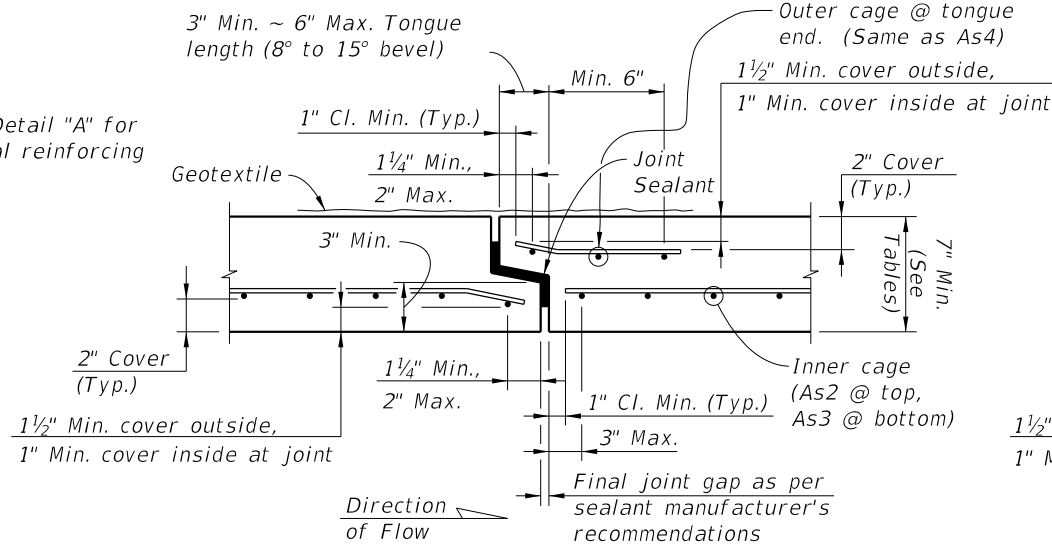 3" Min. ~ 6" Max. Tongue
length (8° to 15° bevel)
Outer cage @ tongue
end. (Same as As4)
Min. 6"
1½" Min. cover outside,
1" Min. cover inside at joint
Detail "A" for
al reinforcing
1" Cl. Min. (Typ.)
1¼" Min.,
2" Max.
Joint
Sealant
2" Cover
(Typ.)
Geotextile
3" Min.
7" Min.
(See
Tables)
2" Cover
(Typ.)
1¼" Min.,
2" Max.
Inner cage
(As2 @ top,
As3 @ bottom)
1" Cl. Min. (Typ.)
3" Max.
1½" Min. cover outside,
1" Min. cover inside at joint
1½"
1" M
Final joint gap as per
sealant manufacturer's
recommendations
Direction
of Flow